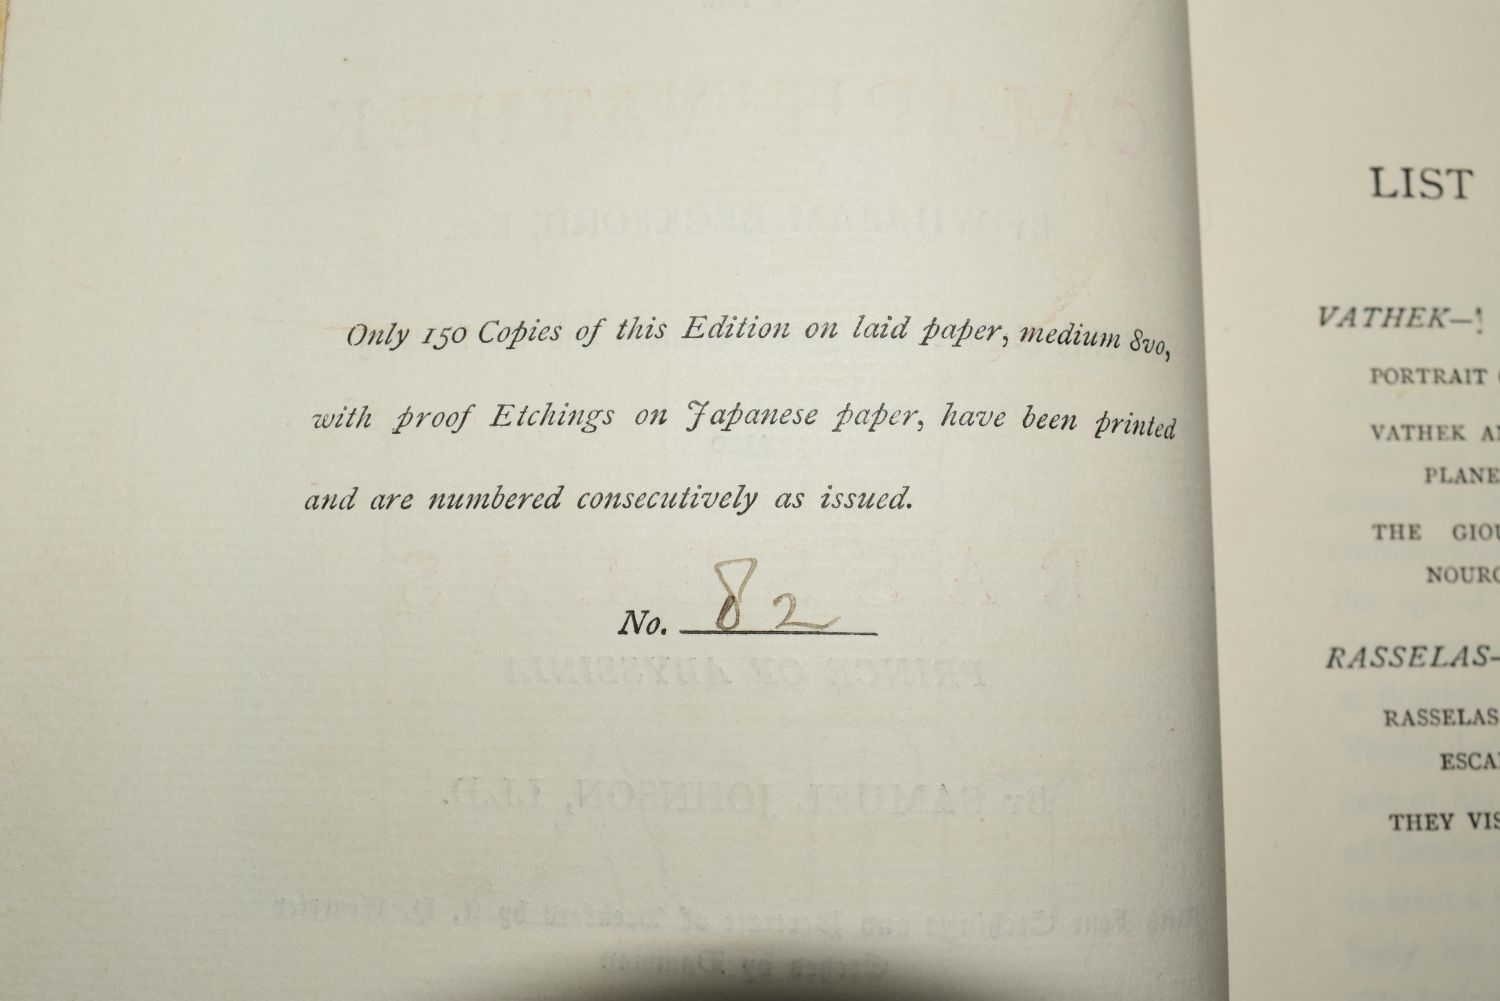 Only 150 Copies of this Edition on laid paper, medium 8vo,
with proof Etchings on Japanese paper, have been printed
and are numbered consecutively as issued.
No. 82
LIST
VATHEK—
PORTRAIT
VATHEK
PLANE
THE GIOU
NOURO
RASSELAS—
RASSELAS
ESCA
THEY VIS